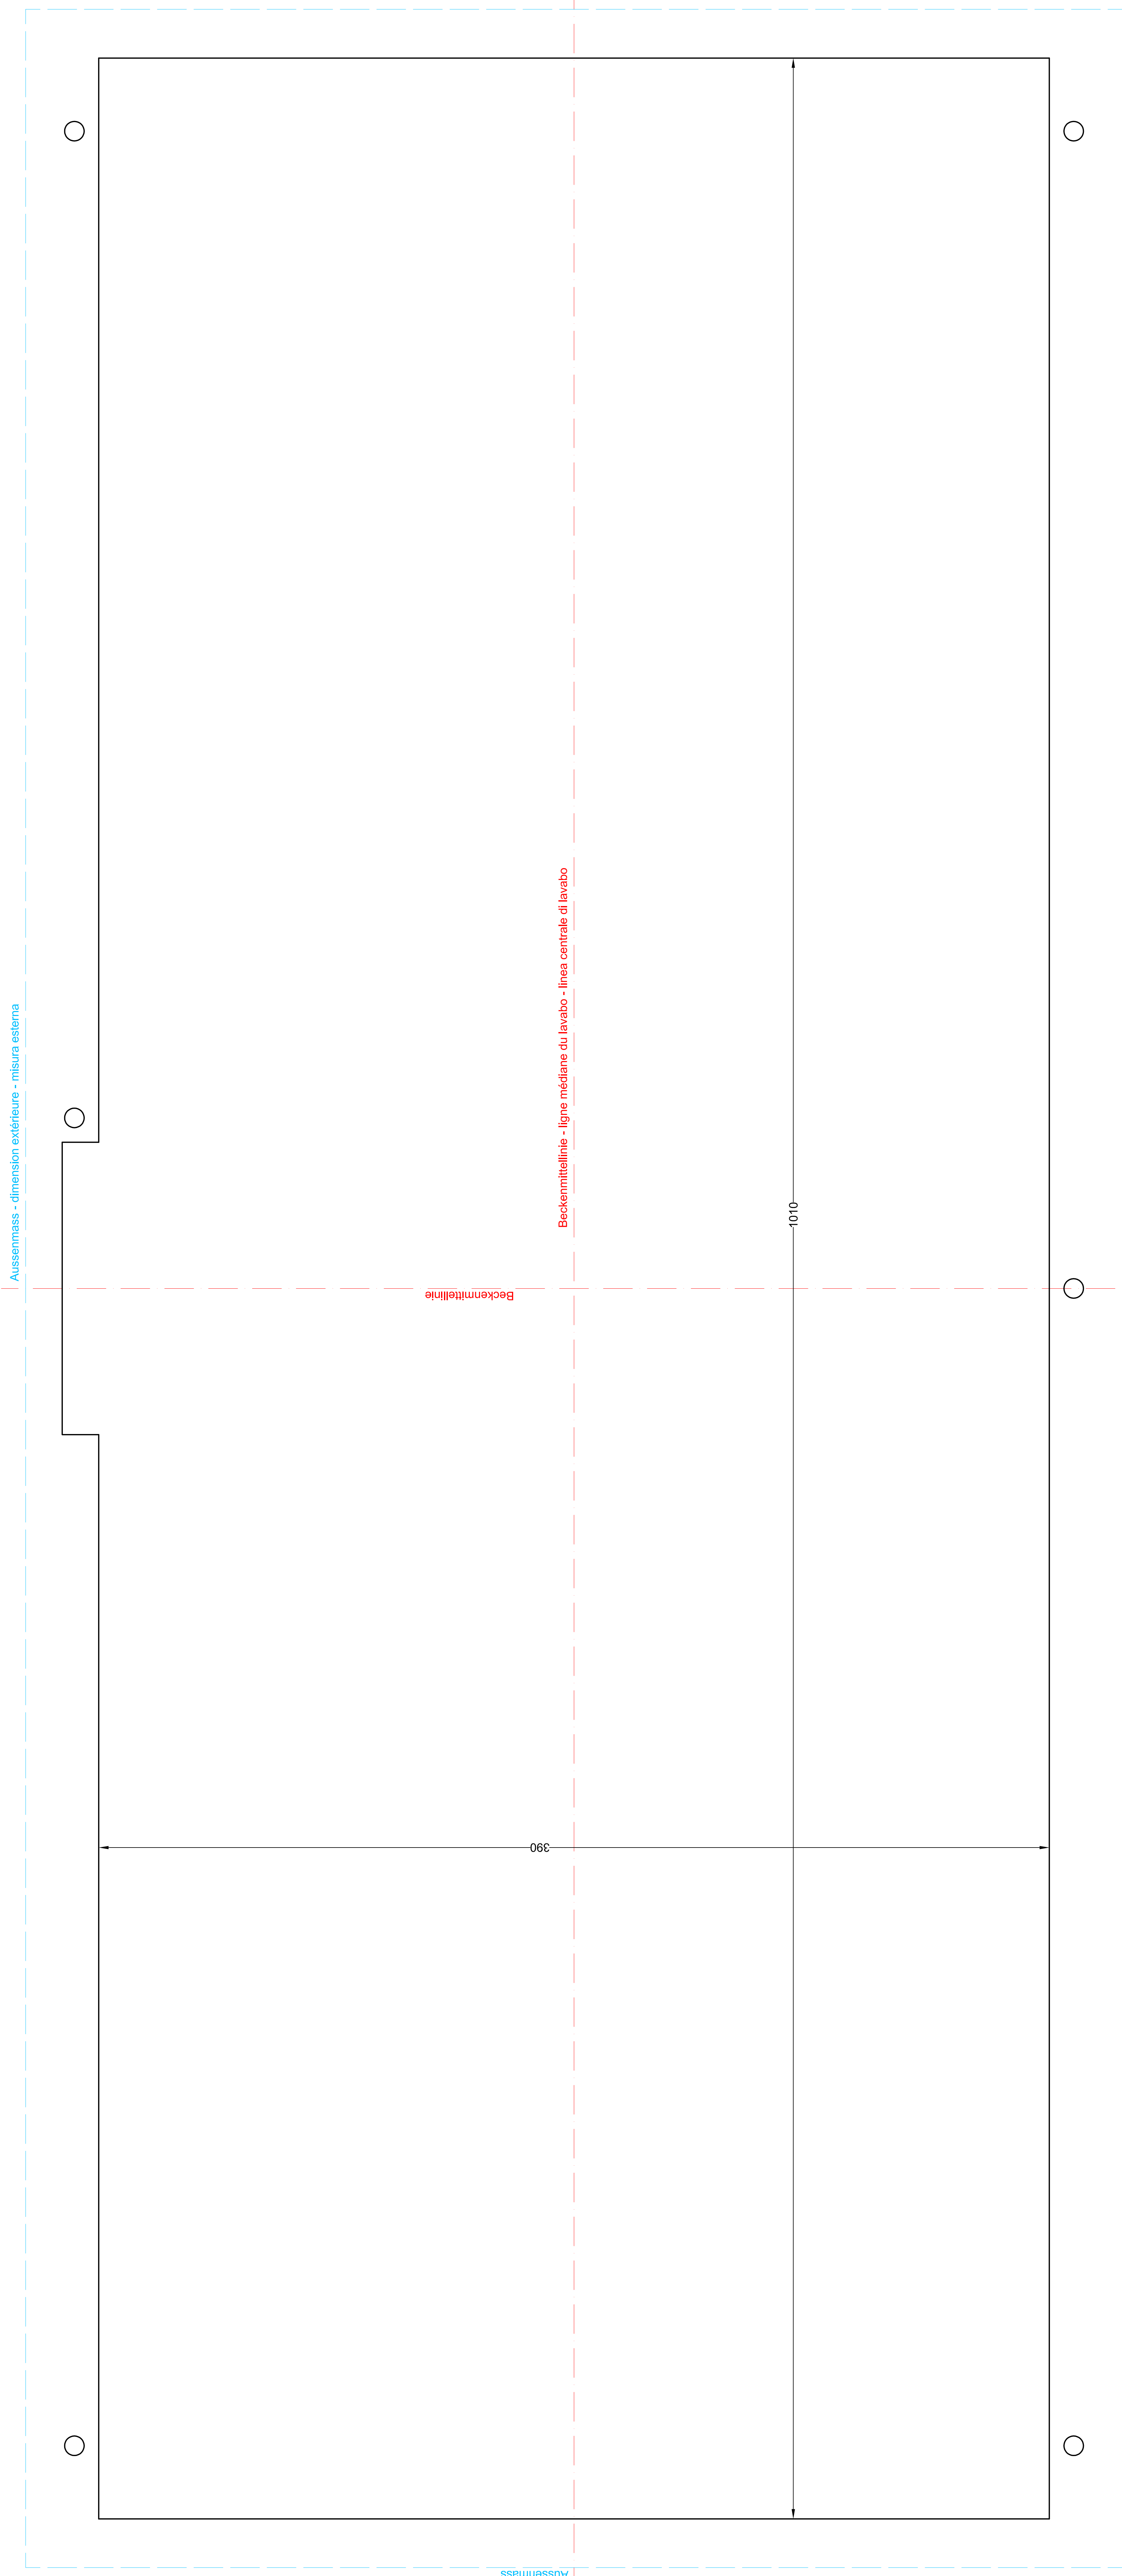 Aussenmass - dimension extérieure - misura esterna
Beckenmittellinie - ligne médiane du lavabo - linea centrale di lavabo
1010
Beckenmittellinie
390
Aussenmass